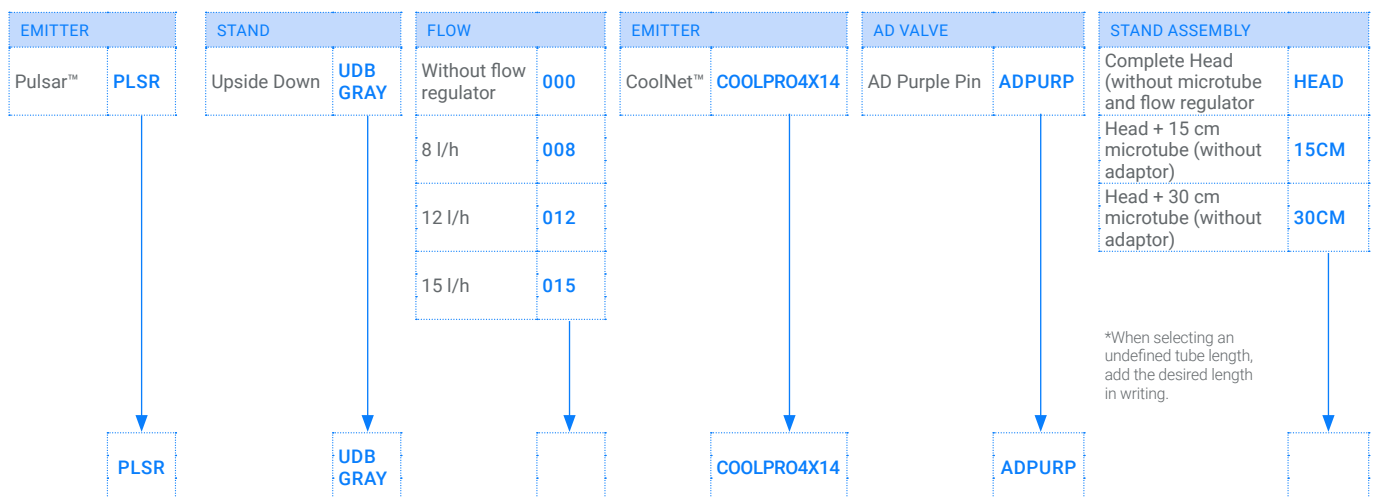 EMITTER
Pulsar™ PLSR
STAND
Upside Down UDB
GRAY
FLOW
Without flow
regulator 000
8 l/h 008
12 l/h 012
15 l/h 015
EMITTER
CoolNet™ COOLPRO4X14
AD VALVE
AD Purple Pin ADPURP
STAND ASSEMBLY
Complete Head
(without microtube
and flow regulator HEAD
Head + 15 cm
microtube (without
adaptor) 15CM
Head + 30 cm
microtube (without
adaptor) 30CM
*When selecting an
undefined tube length,
add the desired length
in writing.
PLSR
UDB
GRAY
COOLPRO4X14
ADPURP